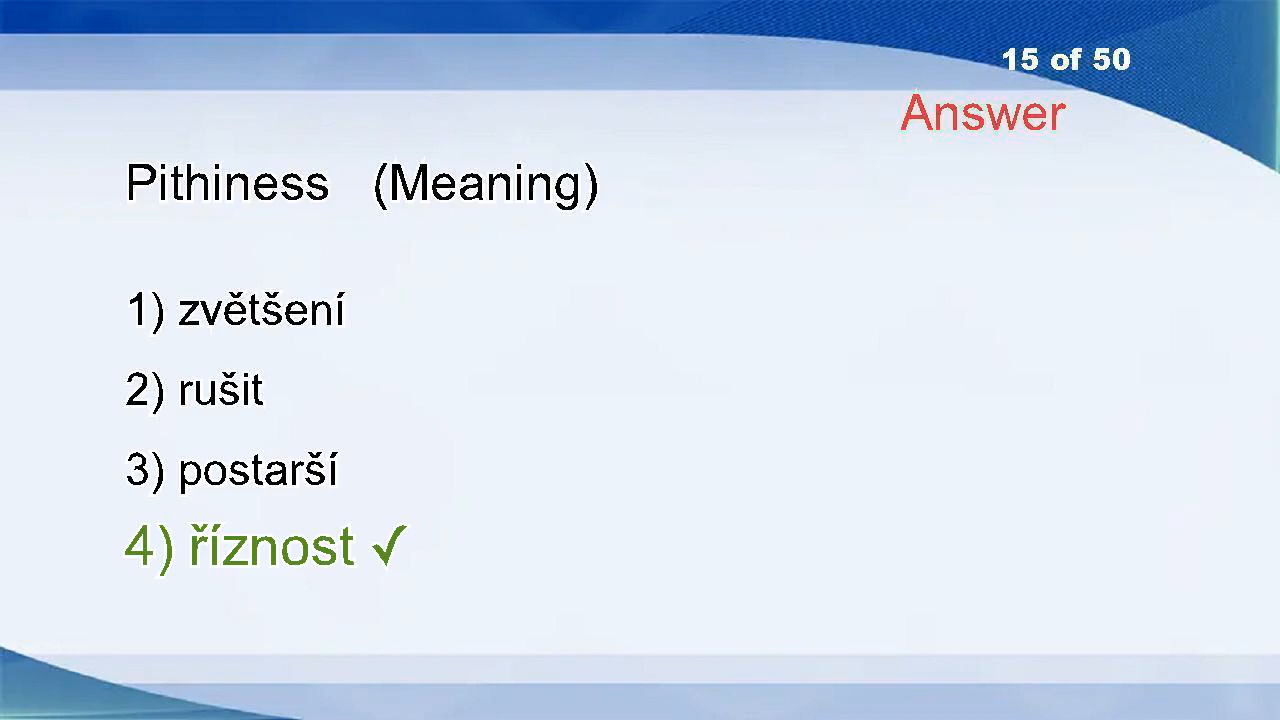 15 of 50
Answer
Pithiness (Meaning)
1) zvětšení
2) rušit
3) postarší
4) říznost ✓